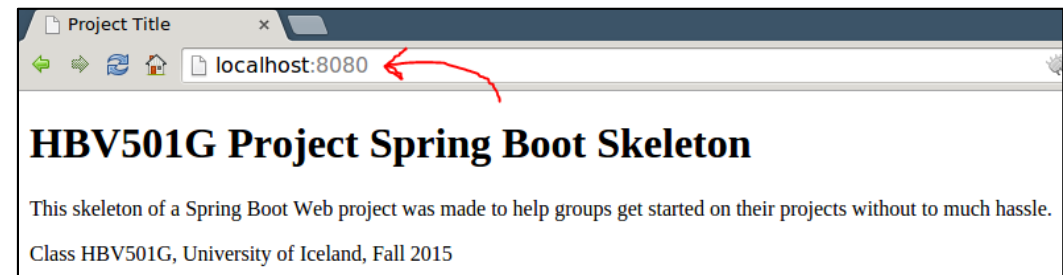 Project Title
localhost:8080
HBV501G Project Spring Boot Skeleton
This skeleton of a Spring Boot Web project was made to help groups get started on their projects without to much hassle.
Class HBV501G, University of Iceland, Fall 2015